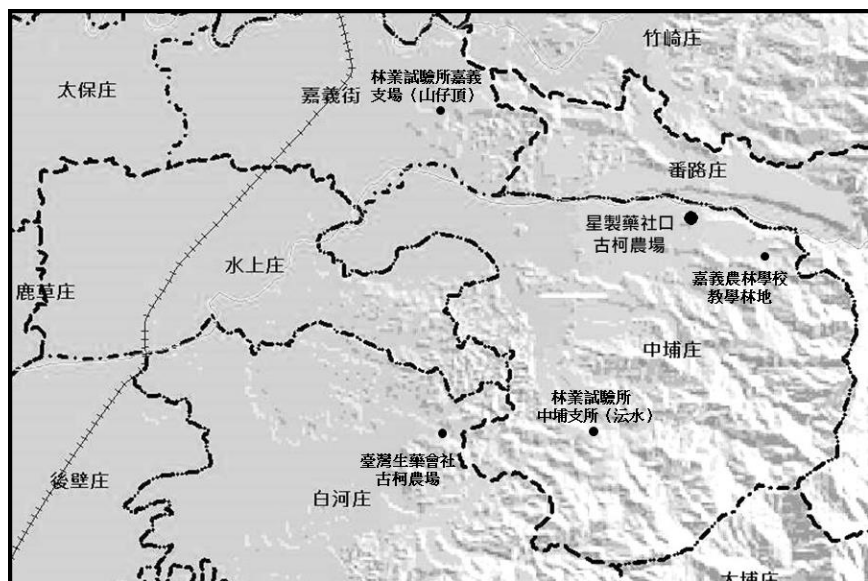 竹崎庄
太保庄
嘉義街
林業試驗所嘉義
支場（山仔頂）
番路庄
星製藥社口
古柯農場
水上庄
嘉義農林學校
教學林地
鹿草庄
中埔庄
林業試驗所
中埔支所（沄水）
臺灣生藥會社
古柯農場
後壁庄
白河庄
大埔庄